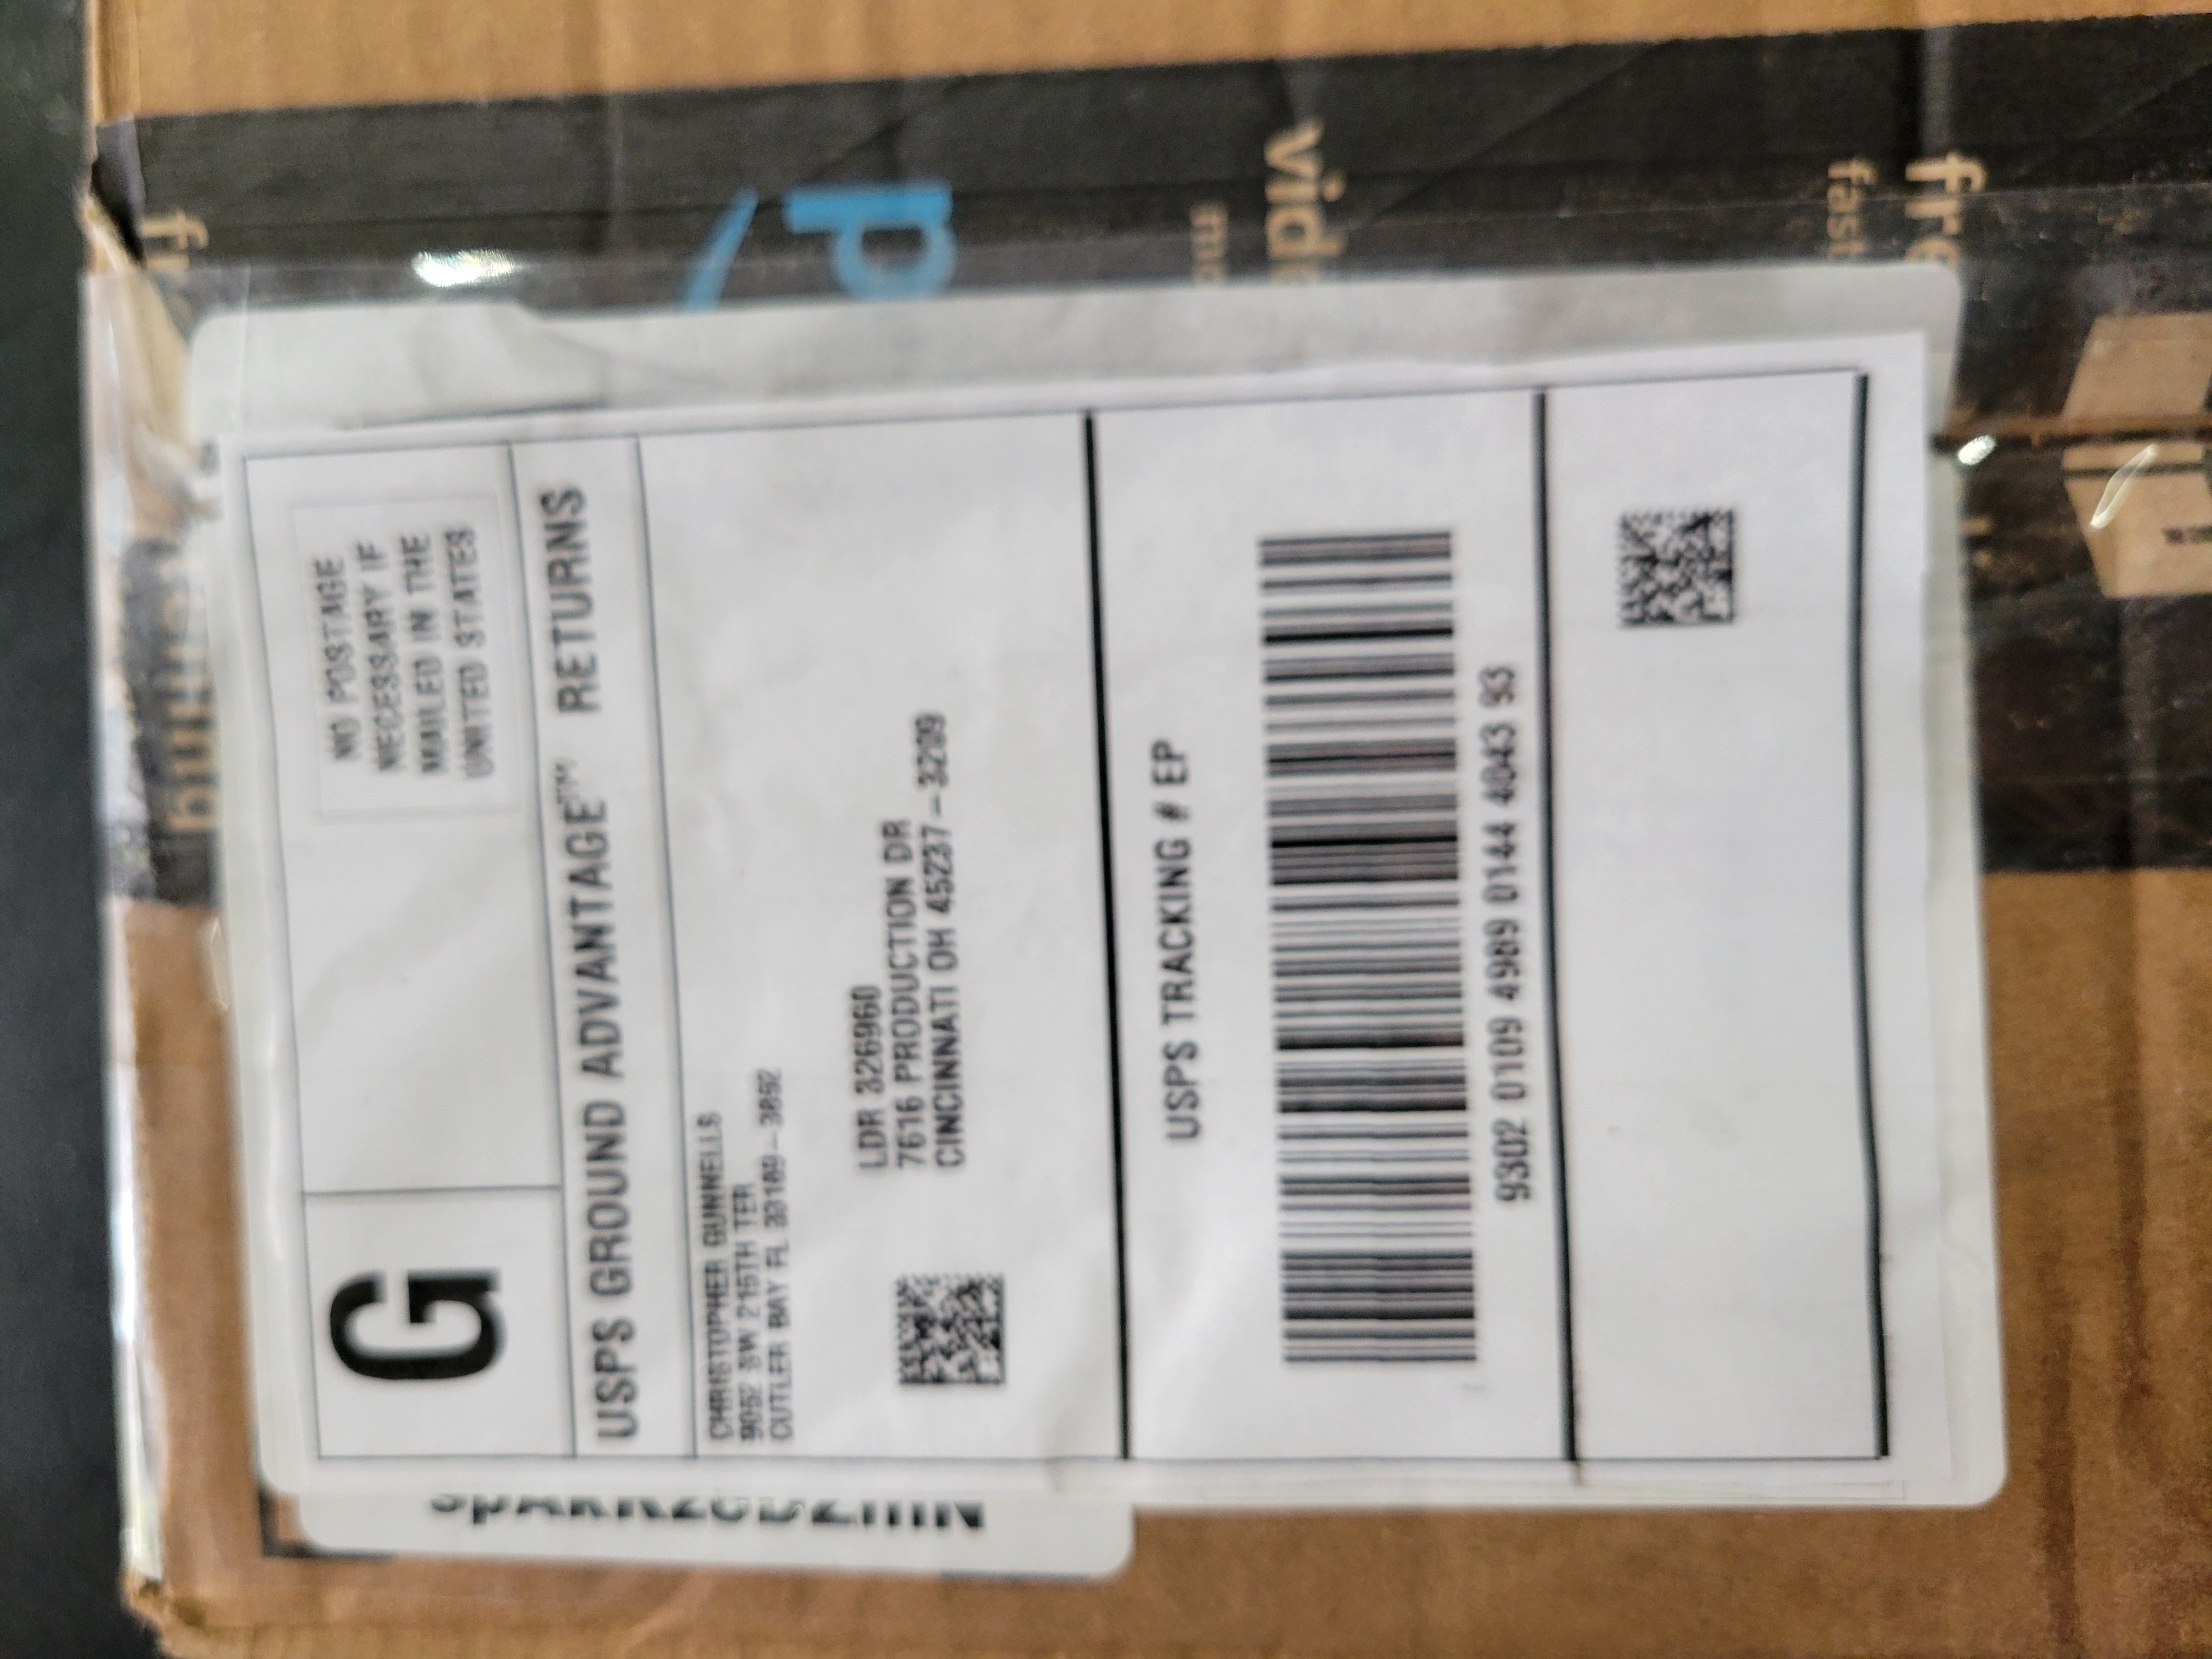 G
NO POSTAGE
NECESSARY IF
MAILED IN THE
UNITED STATES
USPS GROUND ADVANTAGE™ RETURNS
CHRISTOPHER GUNNELLS
9052 SW 215TH TER
CUTLER BAY FL 33189-3862
LDR 326960
7616 PRODUCTION DR
CINCINNATI OH 45237-3209
USPS TRACKING # EP
9302 0109 4989 0144 4043 93
p
fast